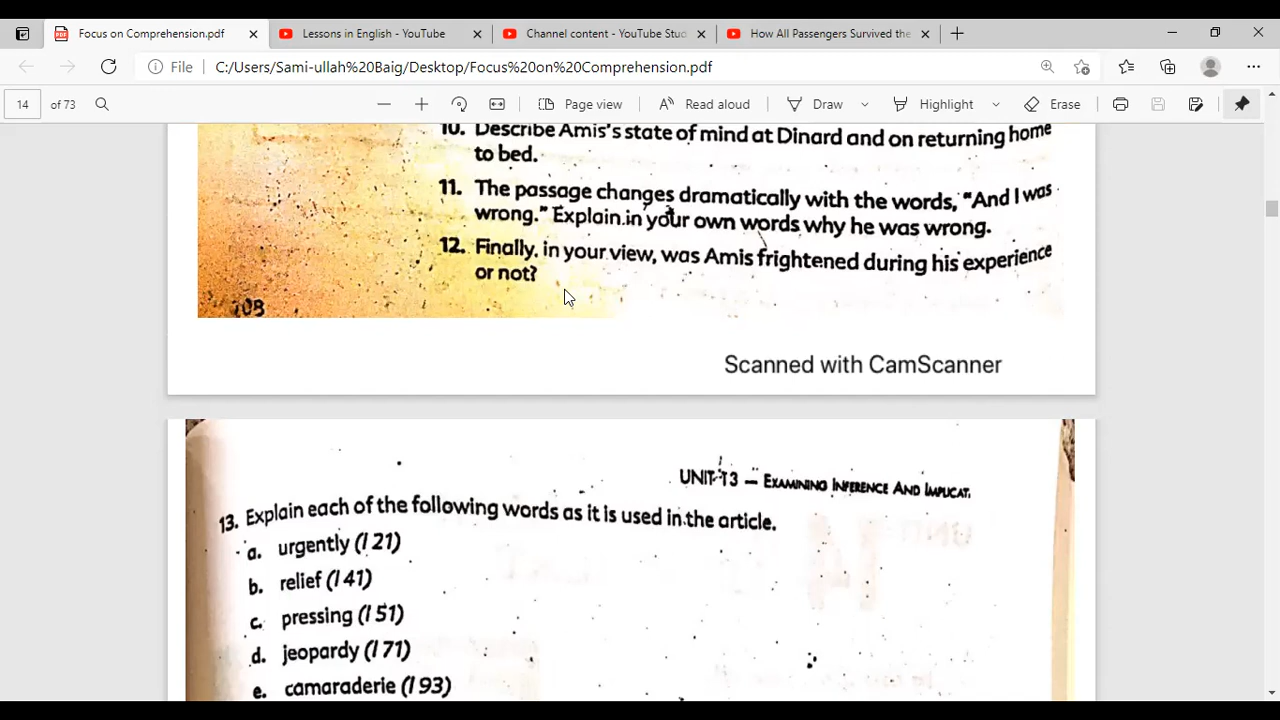 Focus on Comprehension.pdf
Lessons in English - YouTube
Channel content - YouTube Stud
How All Passengers Survived the
File
C:/Users/Sami-ullah%20Baig/Desktop/Focus%20on%20Comprehension.pdf
14 of 73
Page view
Read aloud
Draw
Highlight
Erase
10. Describe Amis's state of mind at Dinard and on returning home
to bed.
11. The passage changes dramatically with the words, "And I was
wrong." Explain in your own words why he was wrong.
12. Finally, in your view, was Amis frightened during his experience
or not?
108
Scanned with CamScanner
UNIT T3 – EXAMINING INFERENCE AND IMPLICAT.
13. Explain each of the following words as it is used in the article.
a. urgently (l 21)
b. relief (l 41)
c. pressing (l 51)
d. jeopardy (l 71)
e. camaraderie (l 93)